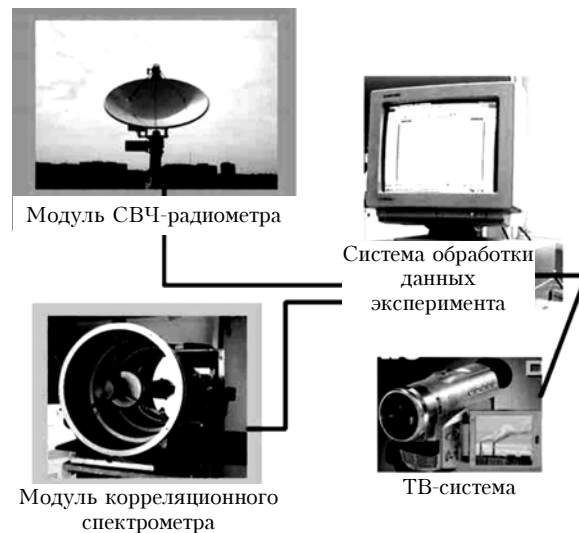 Модуль СВЧ-радиометра
Система обработки
данных
эксперимента
Модуль корреляционного
спектрометра
ТВ-система